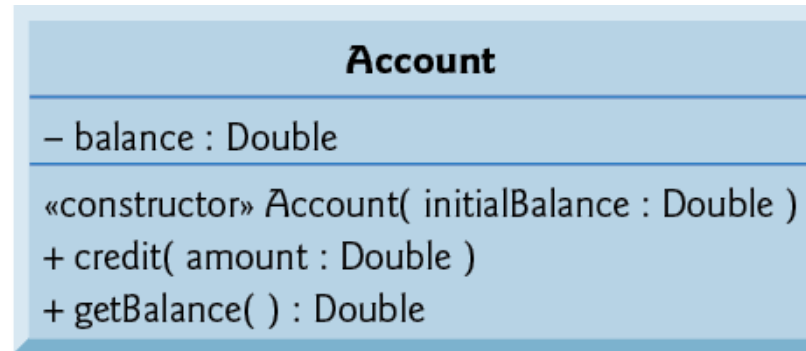 Account
– balance : Double
«constructor» Account( initialBalance : Double )
+ credit( amount : Double )
+ getBalance( ) : Double